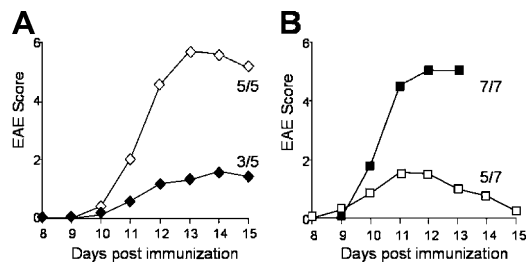 A
EAE Score
6
4
2
0
5/5
3/5
8 9 10 11 12 13 14 15
Days post immunization
B
EAE Score
6
4
2
0
7/7
5/7
8 9 10 11 12 13 14 15
Days post immunization